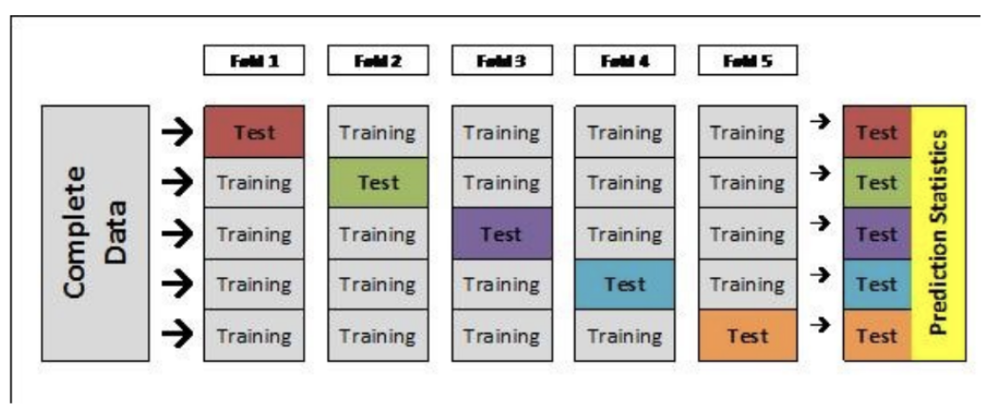 Fold 1 Fold 2 Fold 3 Fold 4 Fold 5
Complete
Data
Test Training Training Training Training Test
Training Test Training Training Training Test
Training Training Test Training Training Test
Training Training Training Test Training Test
Training Training Training Training Test Test
Prediction Statistics